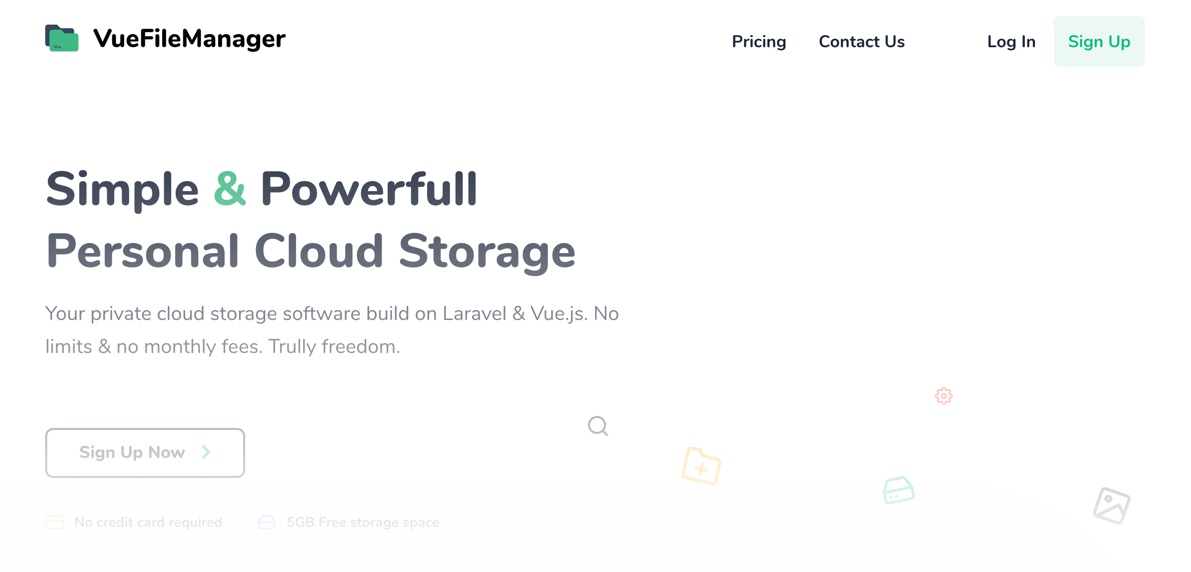 VueFileManager
Pricing
Contact Us
Log In
Sign Up
Simple & Powerfull
Personal Cloud Storage
Your private cloud storage software build on Laravel & Vue.js. No
limits & no monthly fees. Trully freedom.
Sign Up Now
No credit card required
5GB Free storage space